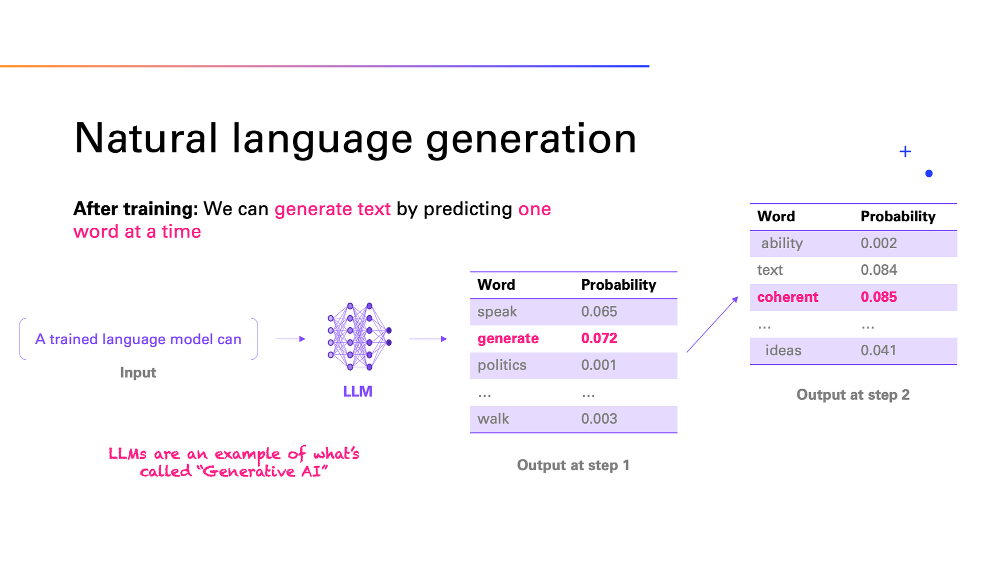 Natural language generation
After training: We can generate text by predicting one
word at a time
A trained language model can
Input
LLM
LLMs are an example of what's
called “Generative AI”
Word Probability
speak 0.065
generate 0.072
politics 0.001
... ...
walk 0.003
Output at step 1
Word Probability
ability 0.002
text 0.084
coherent 0.085
... ...
ideas 0.041
Output at step 2